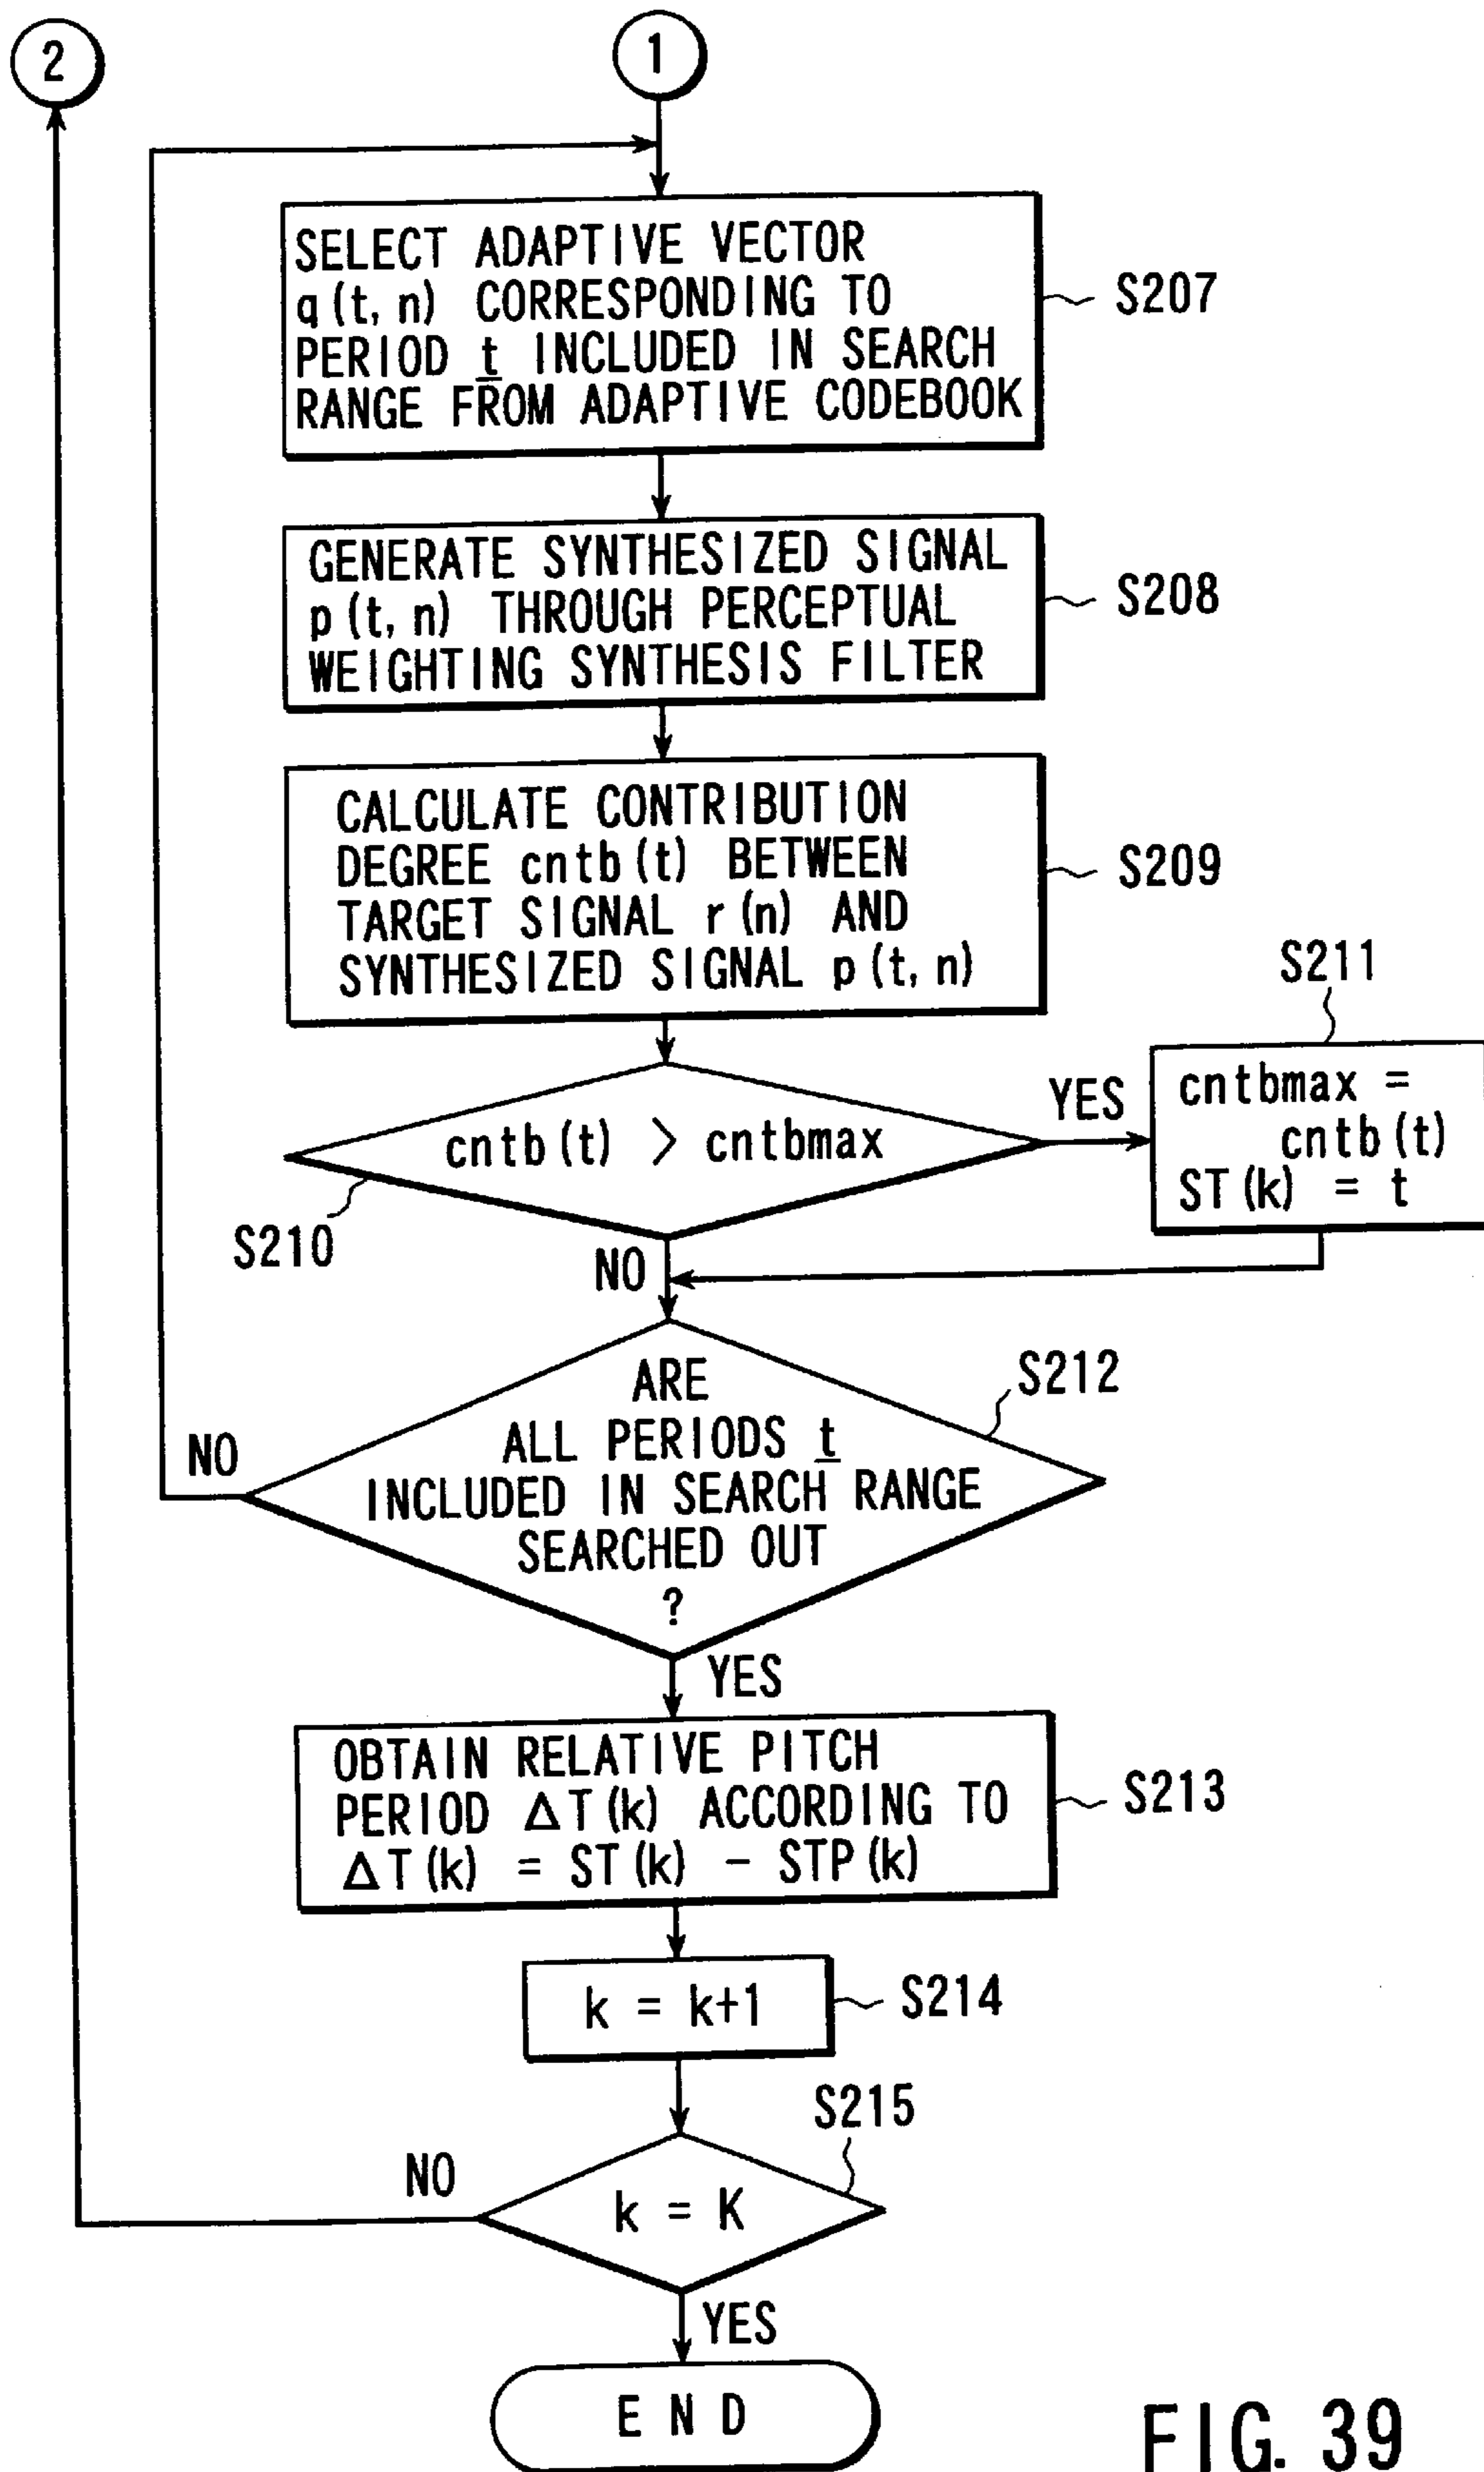 2
1
SELECT ADAPTIVE VECTOR
q(t, n) CORRESPONDING TO
PERIOD t INCLUDED IN SEARCH
RANGE FROM ADAPTIVE CODEBOOK
S207
GENERATE SYNTHESIZED SIGNAL
p(t, n) THROUGH PERCEPTUAL
WEIGHTING SYNTHESIS FILTER
S208
CALCULATE CONTRIBUTION
DEGREE cntb(t) BETWEEN
TARGET SIGNAL r(n) AND
SYNTHESIZED SIGNAL p(t, n)
S209
S211
cntb(t) > cntbmax
YES
cntbmax =
cntb(t)
ST(k) = t
S210
NO
ARE
ALL PERIODS t
INCLUDED IN SEARCH RANGE
SEARCHED OUT
?
S212
NO
YES
OBTAIN RELATIVE PITCH
PERIOD ΔT(k) ACCORDING TO
ΔT(k) = ST(k) - STP(k)
S213
k = k+1
S214
S215
NO
k = K
YES
END
FIG. 39